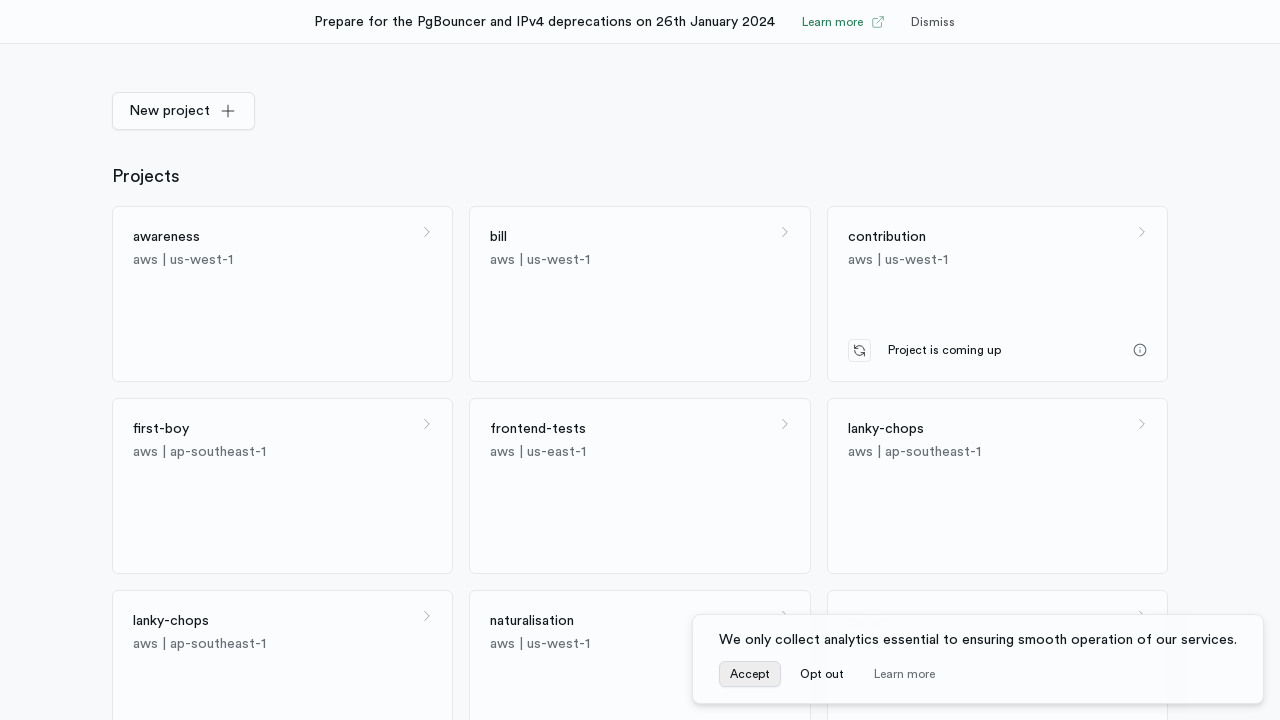 Prepare for the PgBouncer and IPv4 deprecations on 26th January 2024 Learn more Dismiss
New project
Projects
awareness
aws | us-west-1
bill
aws | us-west-1
contribution
aws | us-west-1
Project is coming up
first-boy
aws | ap-southeast-1
frontend-tests
aws | us-east-1
lanky-chops
aws | ap-southeast-1
lanky-chops
aws | ap-southeast-1
naturalisation
aws | us-west-1
We only collect analytics essential to ensuring smooth operation of our services.
Accept Opt out Learn more